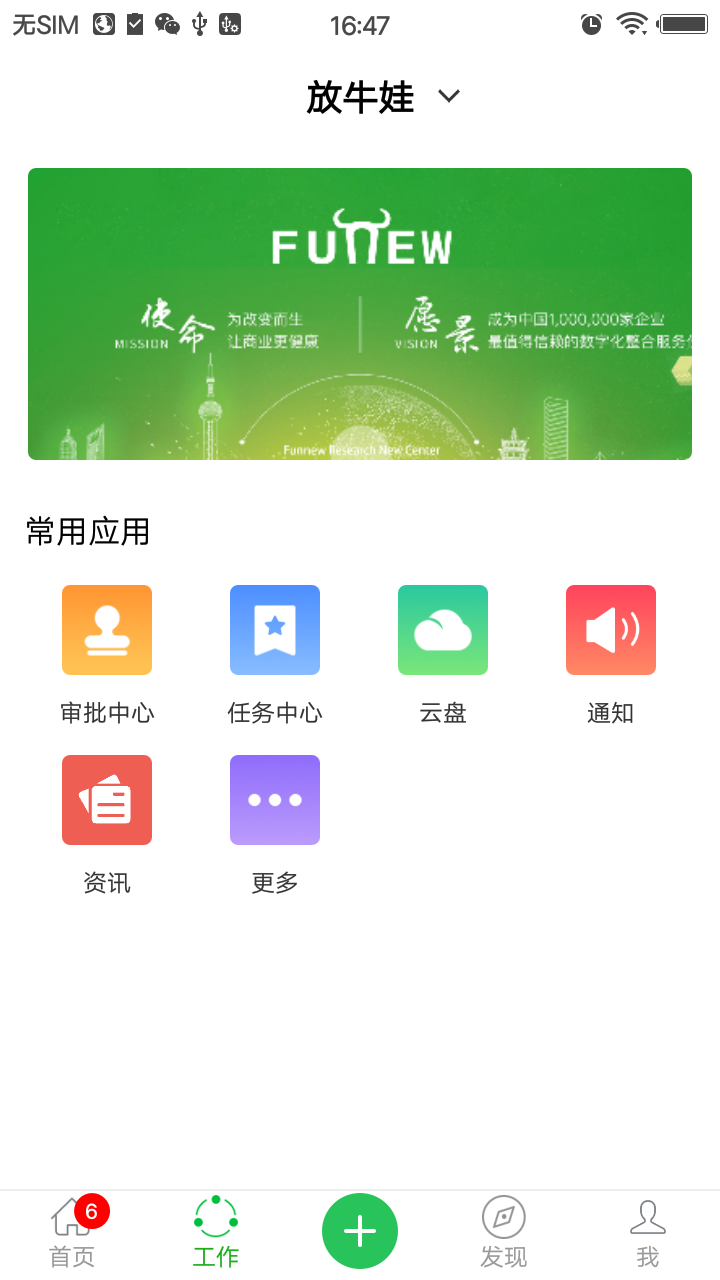 无SIM 16:47
放牛娃
FUNEW
使命 MISSION 为改变而生 让商业更健康
愿景 VISION 成为中国1,000,000家企业 最值得信赖的数字化整合服务
Funnew Research New Center
常用应用
审批中心 任务中心 云盘 通知
资讯 更多
6
首页 工作 发现 我